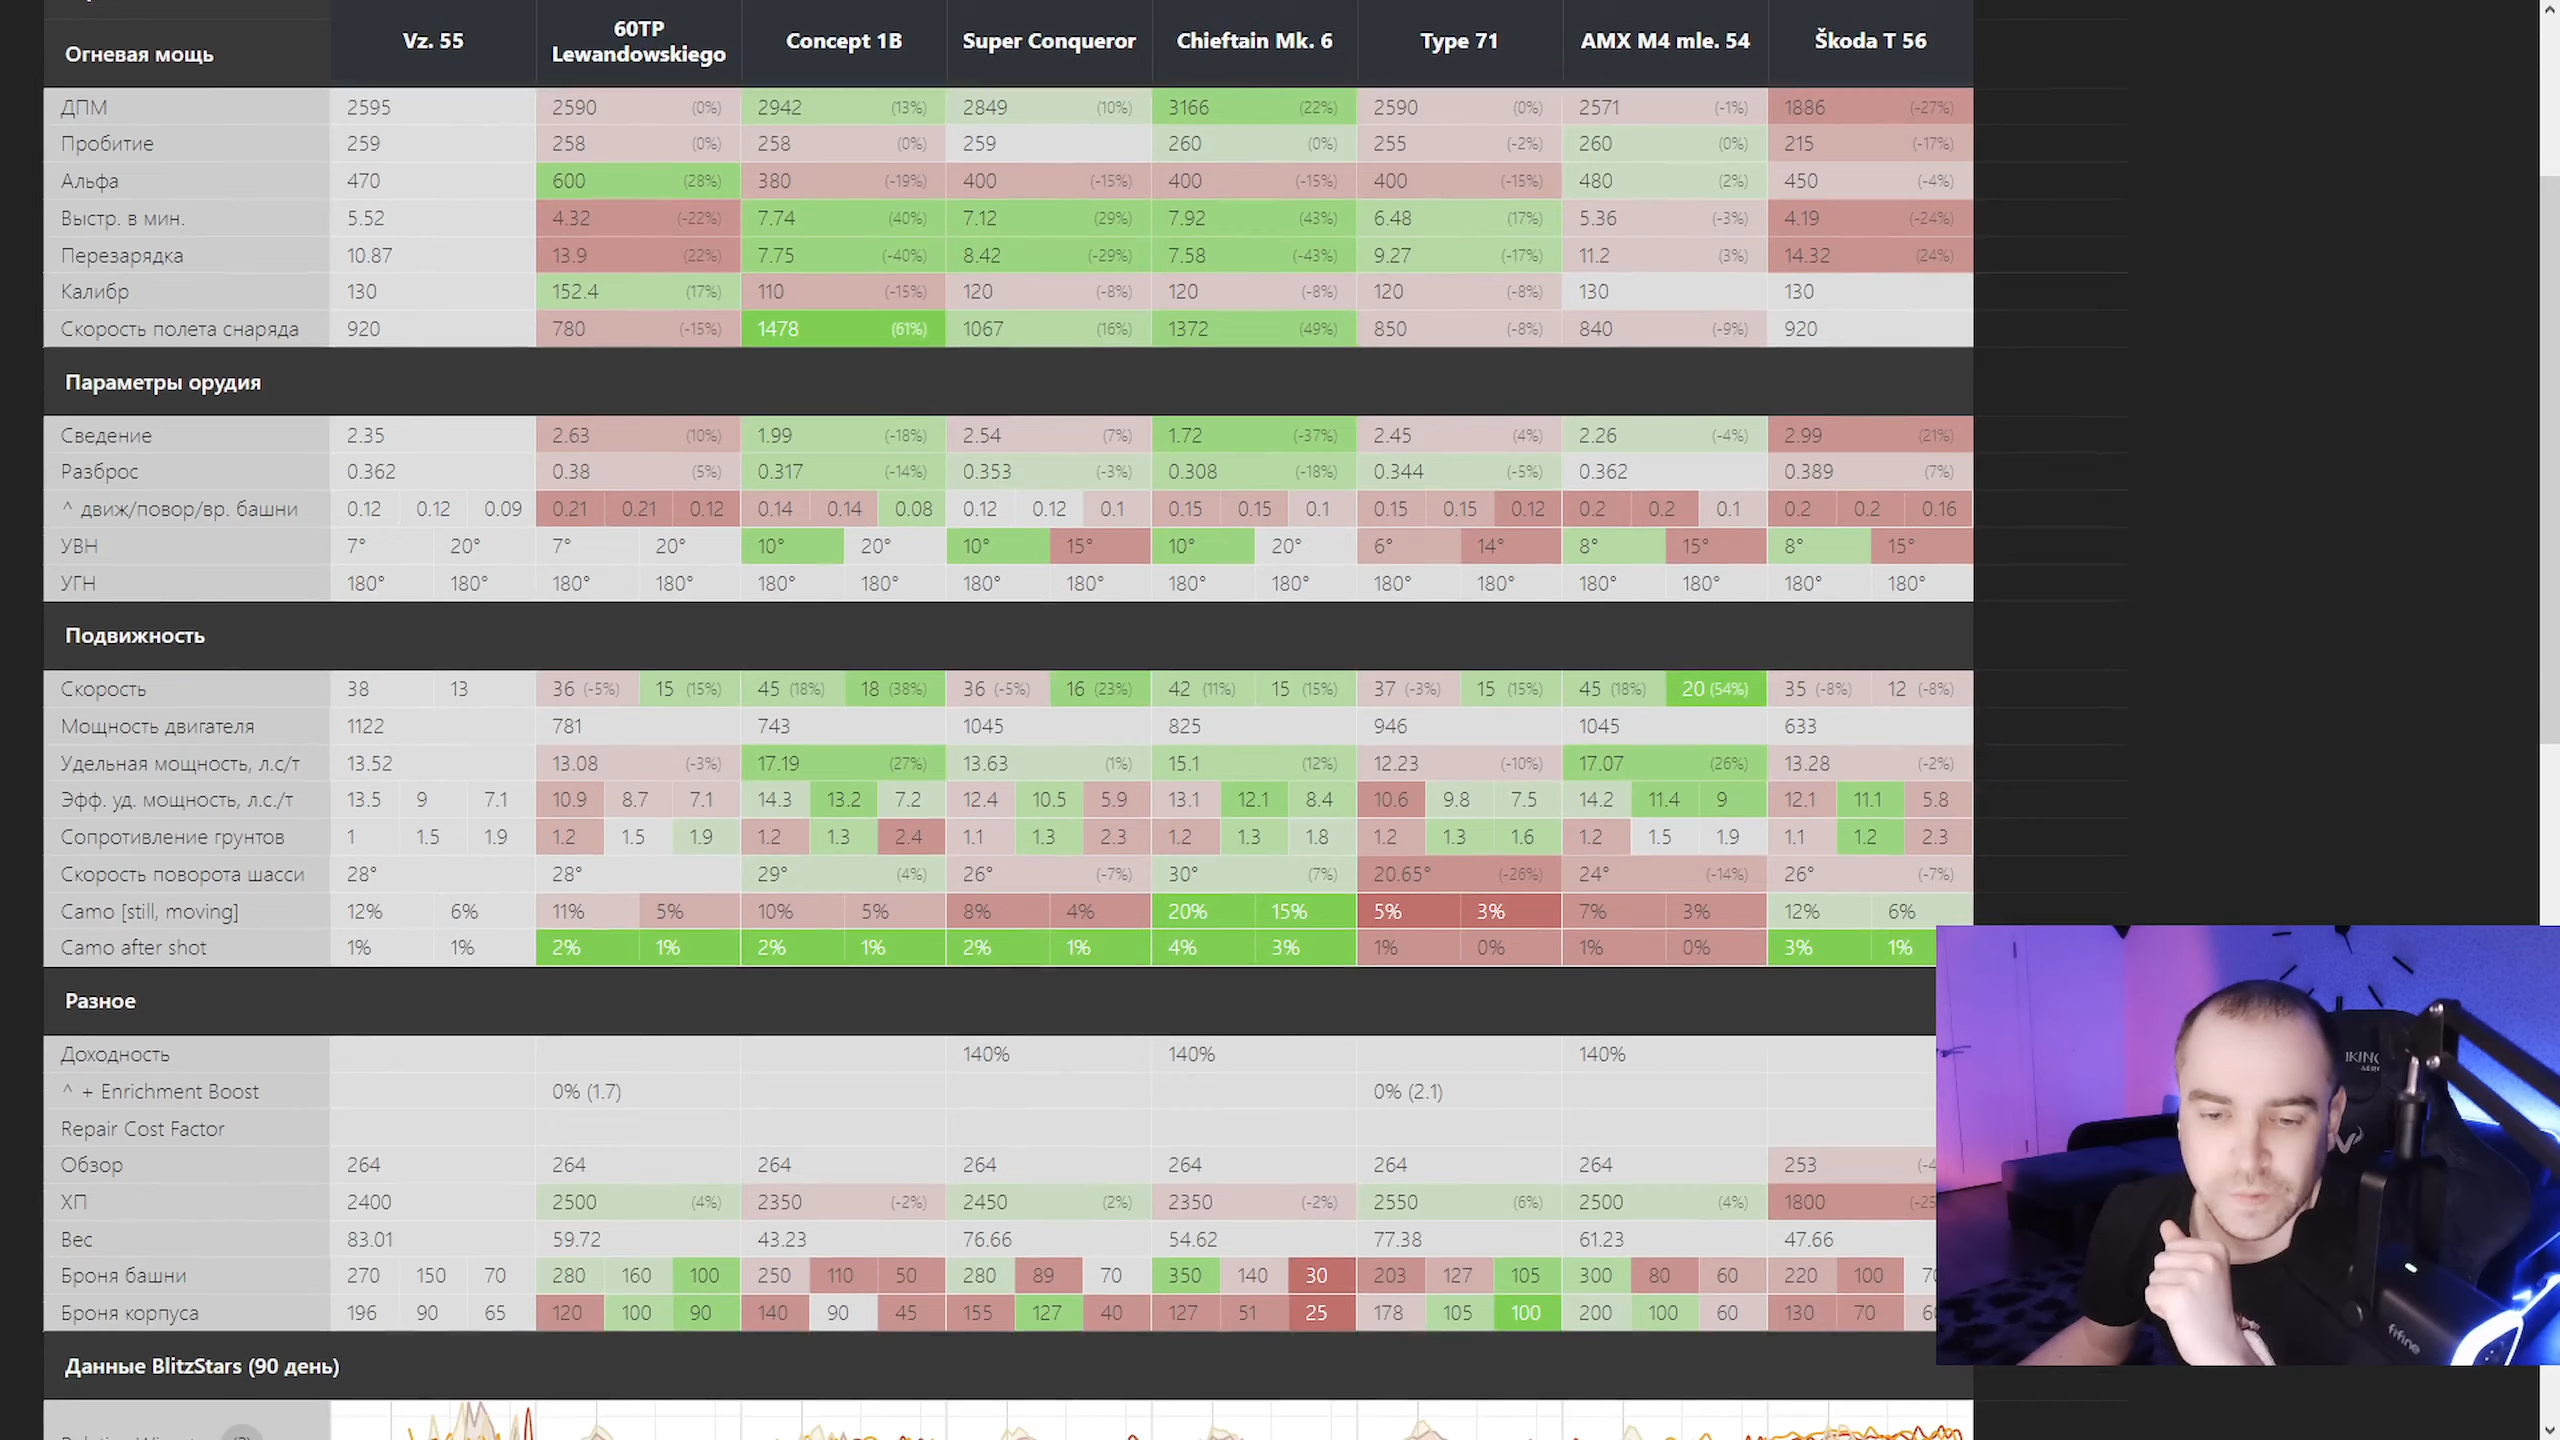 Огневая мощь Vz. 55 60TP Lewandowskiego Concept 1B Super Conqueror Chieftain Mk. 6 Type 71 AMX M4 mle. 54 Škoda T 56
ДПМ 2595 2590 (0%) 2942 (13%) 2849 (10%) 3166 (22%) 2590 (0%) 2571 (-1%) 1886 (-27%)
Пробитие 259 258 (0%) 258 (0%) 259 260 (0%) 255 (-2%) 260 (0%) 215 (-17%)
Альфа 470 600 (28%) 380 (-19%) 400 (-15%) 400 (-15%) 400 (-15%) 480 (2%) 450 (-4%)
Выстр. в мин. 5.52 4.32 (-22%) 7.74 (40%) 7.12 (29%) 7.92 (43%) 6.48 (17%) 5.36 (-3%) 4.19 (-24%)
Перезарядка 10.87 13.9 (22%) 7.75 (-40%) 8.42 (-29%) 7.58 (-43%) 9.27 (-17%) 11.2 (3%) 14.32 (24%)
Калибр 130 152.4 (17%) 110 (-15%) 120 (-8%) 120 (-8%) 120 (-8%) 130 130
Скорость полета снаряда 920 780 (-15%) 1478 (61%) 1067 (16%) 1372 (49%) 850 (-8%) 840 (-9%) 920
Параметры орудия
Сведение 2.35 2.63 (10%) 1.99 (-18%) 2.54 (7%) 1.72 (-37%) 2.45 (4%) 2.26 (-4%) 2.99 (21%)
Разброс 0.362 0.38 (5%) 0.317 (-14%) 0.353 (-3%) 0.308 (-18%) 0.344 (-5%) 0.362 0.389 (7%)
^ движ/повор/вр. башни 0.12 0.12 0.09 0.21 0.21 0.12 0.14 0.14 0.08 0.12 0.12 0.1 0.15 0.15 0.1 0.15 0.15 0.12 0.2 0.2 0.1 0.2 0.2 0.16
УВН 7° 20° 7° 20° 10° 20° 10° 15° 10° 20° 6° 14° 8° 15° 8° 15°
УГН 180° 180° 180° 180° 180° 180° 180° 180° 180° 180° 180° 180° 180° 180° 180° 180°
Подвижность
Скорость 38 13 36 (-5%) 15 (15%) 45 (18%) 18 (38%) 36 (-5%) 16 (23%) 42 (11%) 15 (15%) 37 (-3%) 15 (15%) 45 (18%) 20 (54%) 35 (-8%) 12 (-8%)
Мощность двигателя 1122 781 743 1045 825 946 1045 633
Удельная мощность, л.с/т 13.52 13.08 (-3%) 17.19 (27%) 13.63 (1%) 15.1 (12%) 12.23 (-10%) 17.07 (26%) 13.28 (-2%)
Эфф. уд. мощность, л.с./т 13.5 9 7.1 10.9 8.7 7.1 14.3 13.2 7.2 12.4 10.5 5.9 13.1 12.1 8.4 10.6 9.8 7.5 14.2 11.4 9 12.1 11.1 5.8
Сопротивление грунтов 1 1.5 1.9 1.2 1.5 1.9 1.2 1.3 2.4 1.1 1.3 2.3 1.2 1.3 1.8 1.2 1.3 1.6 1.2 1.5 1.9 1.1 1.2 2.3
Скорость поворота шасси 28° 28° 29° (4%) 26° (-7%) 30° (7%) 20.65° (-26%) 24° (-14%) 26° (-7%)
Camo [still, moving] 12% 6% 11% 5% 10% 5% 8% 4% 20% 15% 5% 3% 7% 3% 12% 6%
Camo after shot 1% 1% 2% 1% 2% 1% 2% 1% 4% 3% 1% 0% 1% 0% 3% 1%
Разное
Доходность 140% 140% 140%
^ + Enrichment Boost 0% (1.7) 0% (2.1)
Repair Cost Factor
Обзор 264 264 264 264 264 264 264 253
ХП 2400 2500 (4%) 2350 (-2%) 2450 (2%) 2350 (-2%) 2550 (6%) 2500 (4%) 1800
Вес 83.01 59.72 43.23 76.66 54.62 77.38 61.23 47.66
Броня башни 270 150 70 280 160 100 250 110 50 280 89 70 350 140 30 203 127 105 300 80 60 220 100
Броня корпуса 196 90 65 120 100 90 140 90 45 155 127 40 127 51 25 178 105 100 200 100 60 130 70
Данные BlitzStars (90 день)
fifine